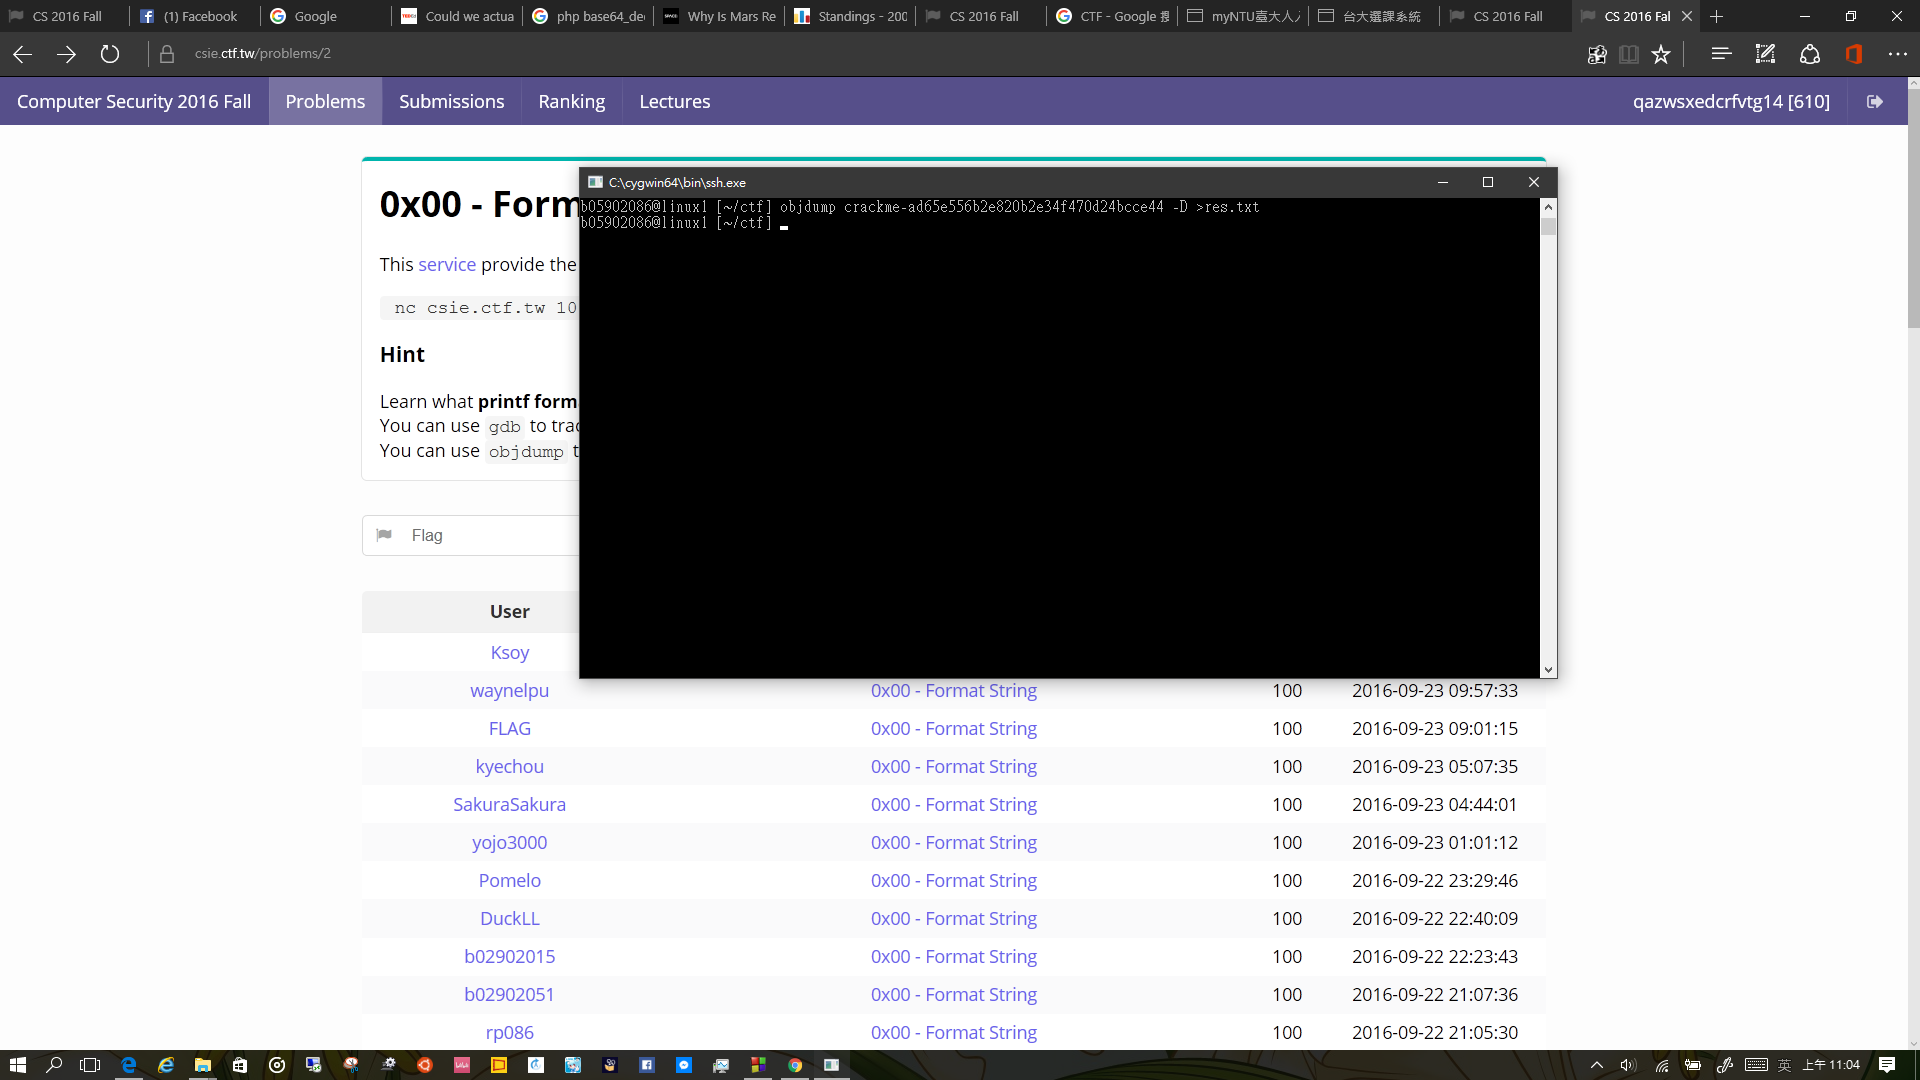 CS 2016 Fall
(1) Facebook
Google
Could we actua
php base64_de
Why Is Mars Re
Standings - 200
CS 2016 Fall
CTF - Google 搜
myNTU臺大人入
台大選課系統
CS 2016 Fall
CS 2016 Fal
csie.ctf.tw/problems/2
Computer Security 2016 Fall
Problems
Submissions
Ranking
Lectures
qazwsxedcrfvtg14 [610]
0x00 - Form
This service provide the
nc csie.ctf.tw 10
Hint
Learn what printf form
You can use gdb to trac
You can use objdump t
C:\cygwin64\bin\ssh.exe
b05902086@linux1 [~/ctf] objdump crackme-ad65e556b2e820b2e34f470d24bcce44 -D >res.txt
b05902086@linux1 [~/ctf]
Flag
User
Ksoy
waynelpu 0x00 - Format String 100 2016-09-23 09:57:33
FLAG 0x00 - Format String 100 2016-09-23 09:01:15
kyechou 0x00 - Format String 100 2016-09-23 05:07:35
SakuraSakura 0x00 - Format String 100 2016-09-23 04:44:01
yojo3000 0x00 - Format String 100 2016-09-23 01:01:12
Pomelo 0x00 - Format String 100 2016-09-22 23:29:46
DuckLL 0x00 - Format String 100 2016-09-22 22:40:09
b02902015 0x00 - Format String 100 2016-09-22 22:23:43
b02902051 0x00 - Format String 100 2016-09-22 21:07:36
rp086 0x00 - Format String 100 2016-09-22 21:05:30
英
上午 11:04